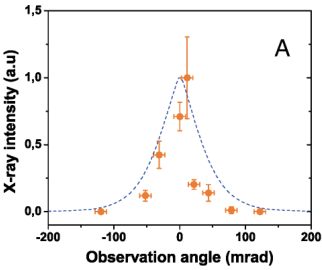 1,5
A
1,0
0,5
0,0
X-ray intensity (a.u)
-200 -100 0 100 200
Observation angle (mrad)